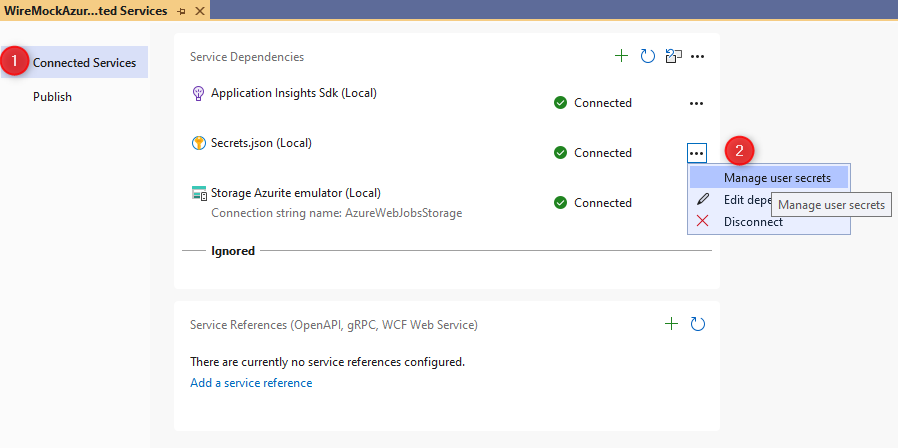 WireMockAzur...ted Services
1
Connected Services
Publish
Service Dependencies
Application Insights Sdk (Local)
Connected
Secrets.json (Local)
Connected
2
Manage user secrets
Edit depe
Manage user secrets
Disconnect
Storage Azurite emulator (Local)
Connection string name: AzureWebJobsStorage
Connected
Ignored
Service References (OpenAPI, gRPC, WCF Web Service)
There are currently no service references configured.
Add a service reference